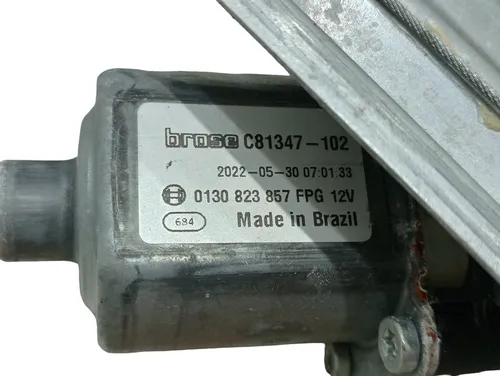 brose C81347-102
2022-05-30 07:01:33
0130 823 857 FPG 12V
684 Made in Brazil